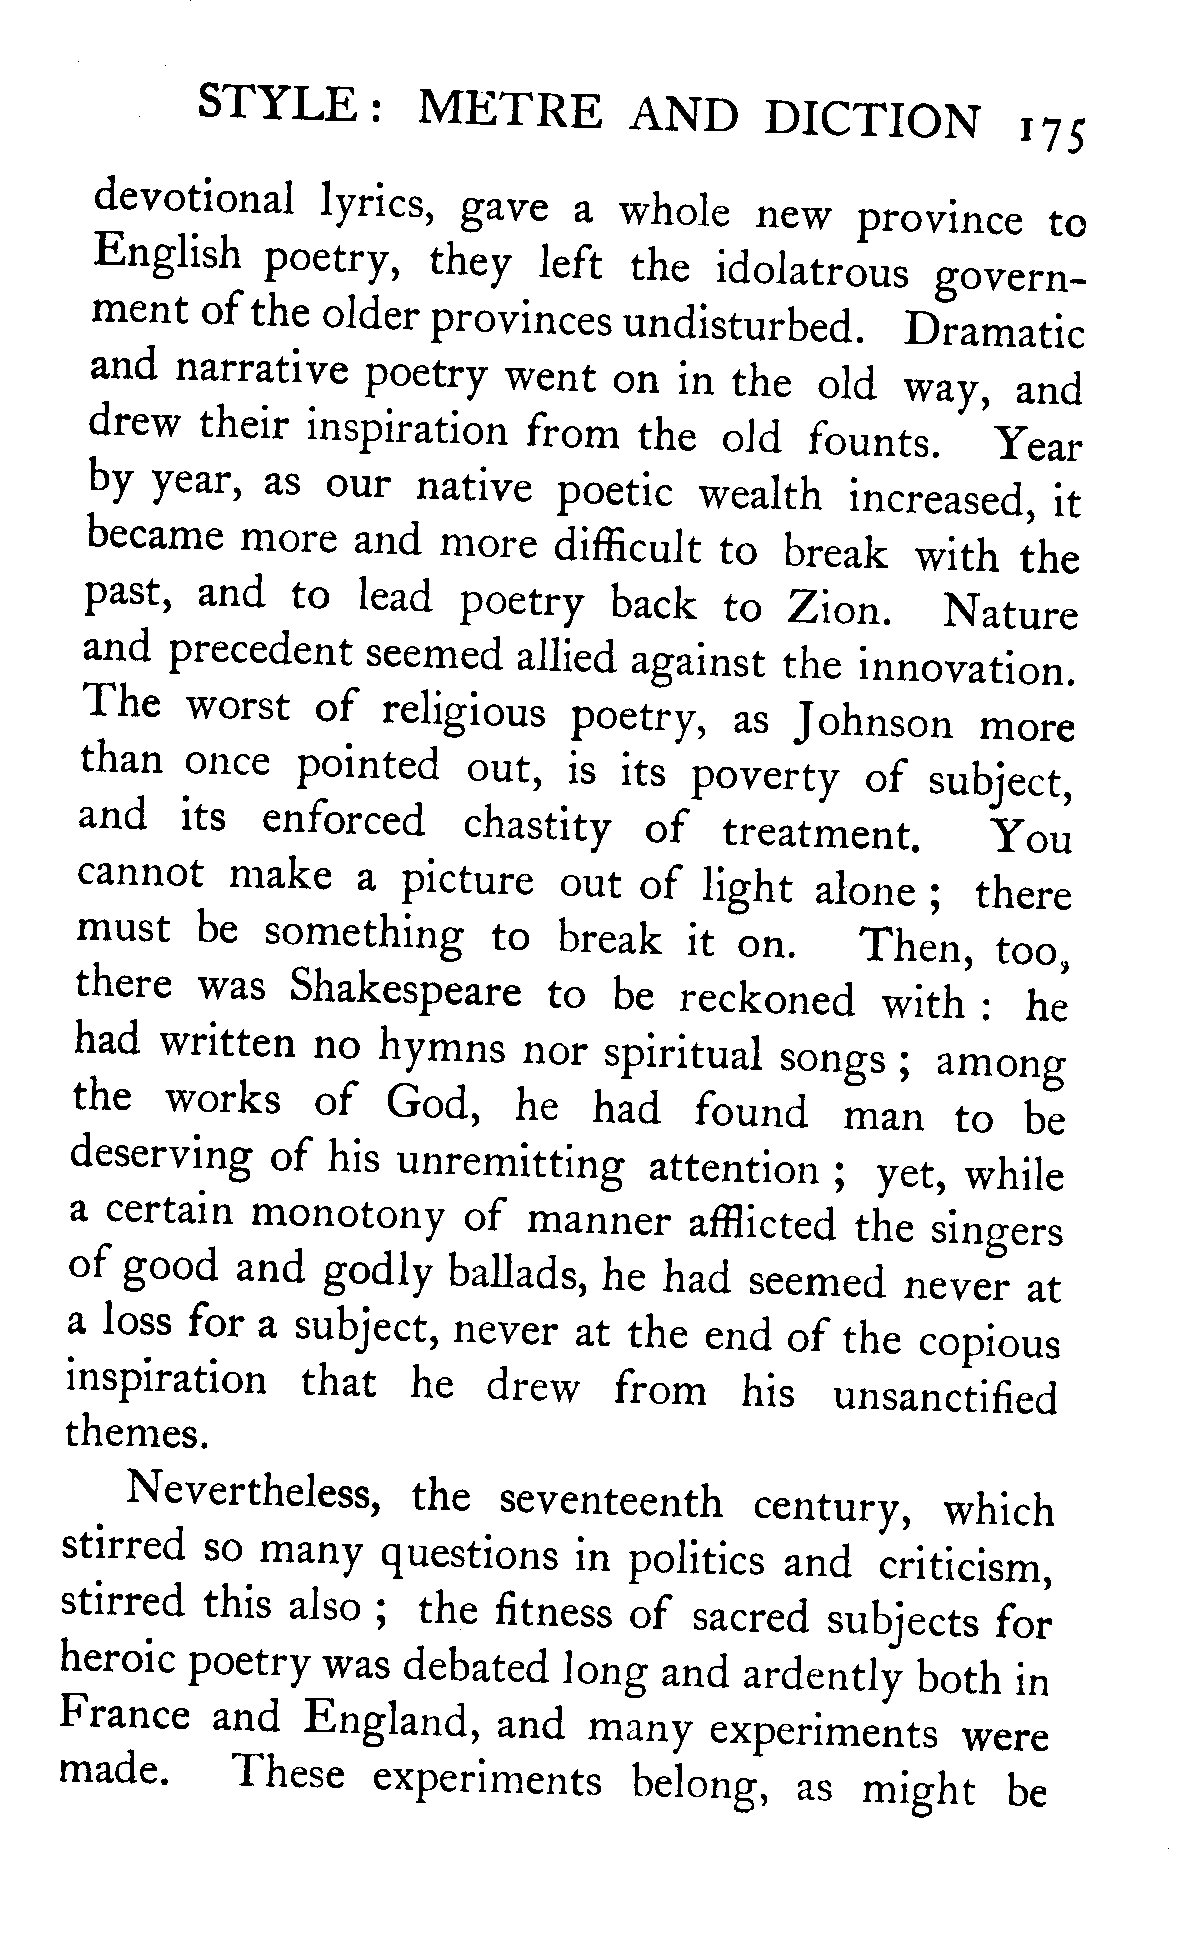 STYLE: METRE AND DICTION 175
devotional lyrics, gave a whole new province to
English poetry, they left the idolatrous govern-
ment of the older provinces undisturbed. Dramatic
and narrative poetry went on in the old way, and
drew their inspiration from the old founts. Year
by year, as our native poetic wealth increased, it
became more and more difficult to break with the
past, and to lead poetry back to Zion. Nature
and precedent seemed allied against the innovation.
The worst of religious poetry, as Johnson more
than once pointed out, is its poverty of subject,
and its enforced chastity of treatment. You
cannot make a picture out of light alone ; there
must be something to break it on. Then, too,
there was Shakespeare to be reckoned with : he
had written no hymns nor spiritual songs ; among
the works of God, he had found man to be
deserving of his unremitting attention ; yet, while
a certain monotony of manner afflicted the singers
of good and godly ballads, he had seemed never at
a loss for a subject, never at the end of the copious
inspiration that he drew from his unsanctified
themes.
Nevertheless, the seventeenth century, which
stirred so many questions in politics and criticism,
stirred this also ; the fitness of sacred subjects for
heroic poetry was debated long and ardently both in
France and England, and many experiments were
made. These experiments belong, as might be